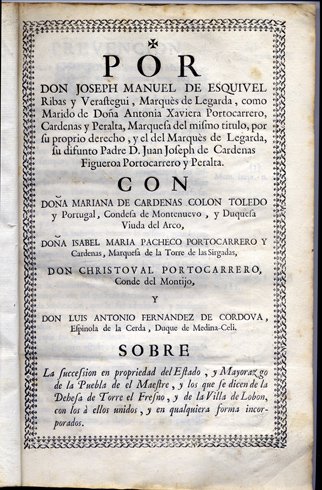 ✠
POR
DON JOSEPH MANUEL DE ESQUIVEL
Ribas y Verastegui, Marquès de Legarda, como
Marido de Doña Antonia Xaviera Portocarrero,
Cardenas y Peralta, Marquesa del mismo titulo, por
su proprio derecho, y el del Marquès de Legarda,
su difunto Padre D. Juan Joseph de Cardenas
Figueroa Portocarrero y Peralta.
CON
DOÑA MARIANA DE CARDENAS COLON TOLEDO
y Portugal, Condesa de Montenuevo, y Duquesa
Viuda del Arco,
DOÑA ISABEL MARIA PACHECO PORTOCARRERO Y
Cardenas, Marquesa de la Torre de las Sirgadas,
DON CHRISTOVAL PORTOCARRERO,
Conde del Montijo,
Y
DON LUIS ANTONIO FERNANDEZ DE CORDOVA,
Espinola de la Cerda, Duque de Medina-Celi.
SOBRE
La succession en propriedad del Estado, y Mayorazgo
de la Puebla de el Maestre, y los que se dicen de la
Dehesa de Torre el Fresno, y de la Villa de Lobon,
con los à ellos unidos, y en qualquiera forma incor-
porados.